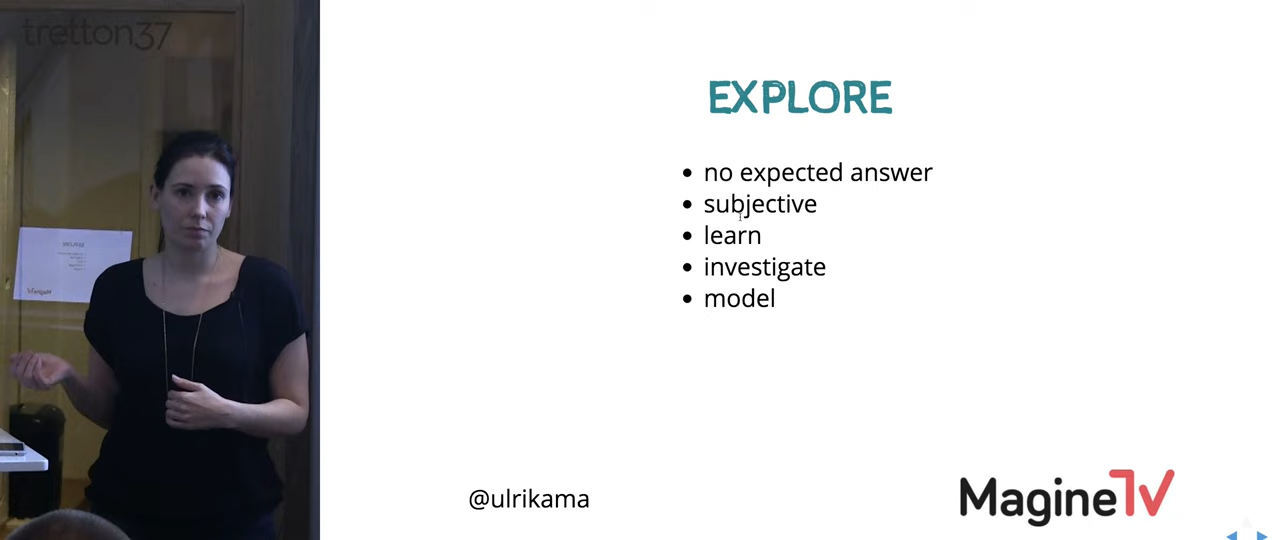 tretton37
EXPLORE
• no expected answer
• subjective
• learn
• investigate
• model
@ulrikama
MagineTV